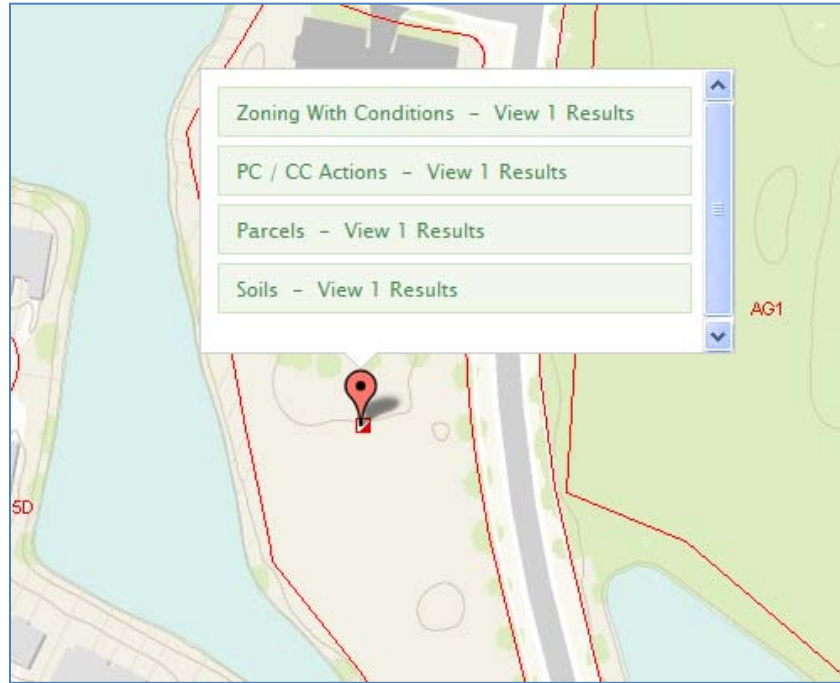 Zoning With Conditions - View 1 Results
PC / CC Actions - View 1 Results
Parcels - View 1 Results
Soils - View 1 Results
AG1
5D